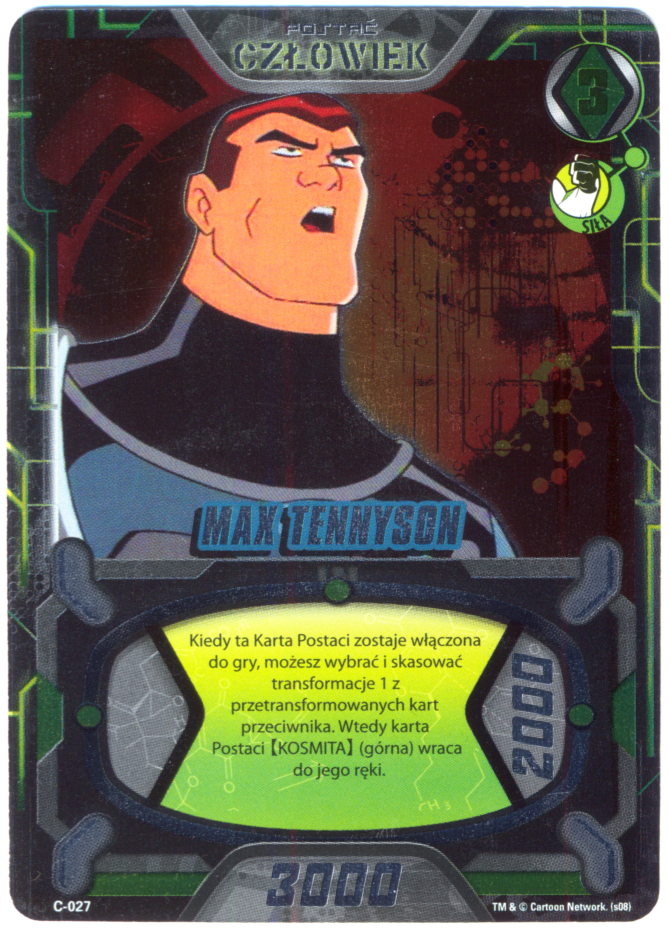 POSTAĆ
CZŁOWIEK
3
SIŁA
MAX TENNYSON
Kiedy ta Karta Postaci zostaje włączona
do gry, możesz wybrać i skasować
transformacje 1 z
przetransformowanych kart
przeciwnika. Wtedy karta
Postaci【KOSMITA】(górna) wraca
do jego ręki.
2000
CH3
3000
C-027
TM & © Cartoon Network. (s08)